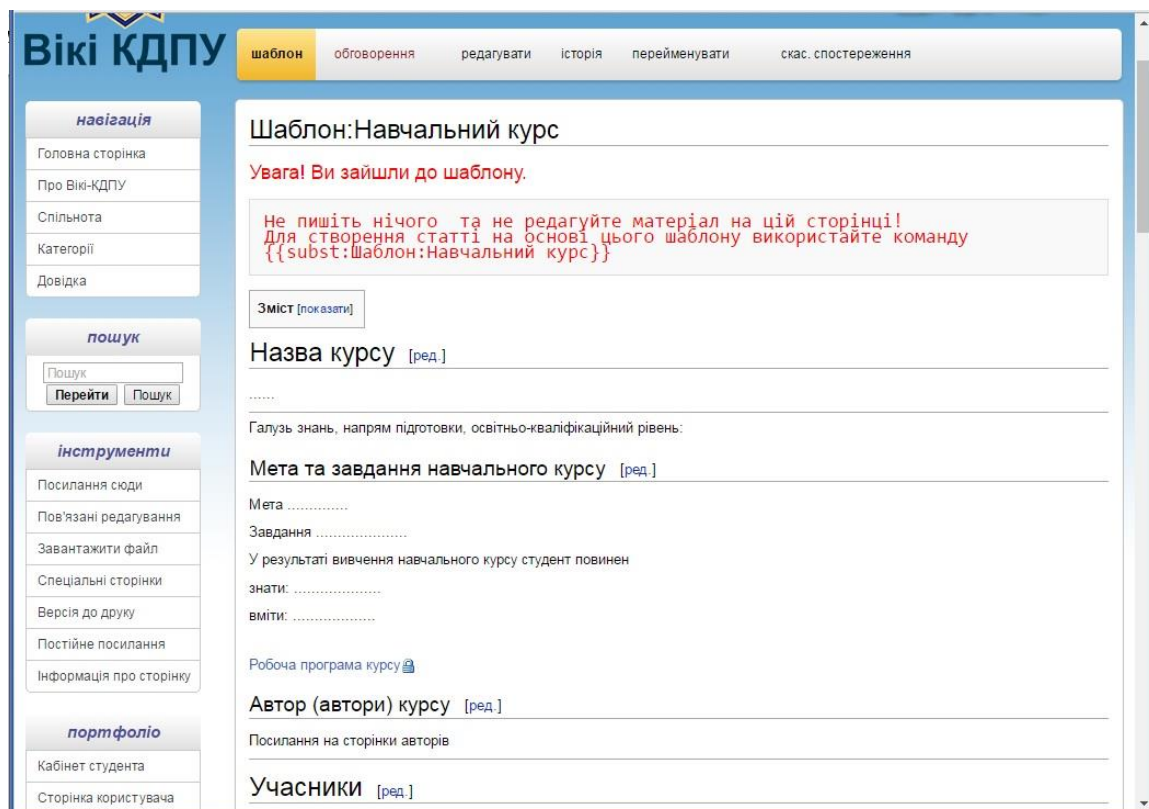 Вікі КДПУ
шаблон обговорення редагувати історія перейменувати скас. спостереження
навігація
Головна сторінка
Про Вікі-КДПУ
Спільнота
Категорії
Довідка
пошук
Пошук
Перейти Пошук
інструменти
Посилання сюди
Пов'язані редагування
Завантажити файл
Спеціальні сторінки
Версія до друку
Постійне посилання
Інформація про сторінку
портфоліо
Кабінет студента
Сторінка користувача
Шаблон:Навчальний курс
Увага! Ви зайшли до шаблону.
Не пишіть нічого та не редагуйте матеріал на цій сторінці!
Для створення статті на основі цього шаблону використайте команду
{{subst:Шаблон:Навчальний курс}}
Зміст [показати]
Назва курсу [ред.]
......
Галузь знань, напрям підготовки, освітньо-кваліфікаційний рівень:
Мета та завдання навчального курсу [ред.]
Мета ..............
Завдання .....................
У результаті вивчення навчального курсу студент повинен
знати: ....................
вміти: ...................
Робоча програма курсу
Автор (автори) курсу [ред.]
Посилання на сторінки авторів
Учасники [ред.]